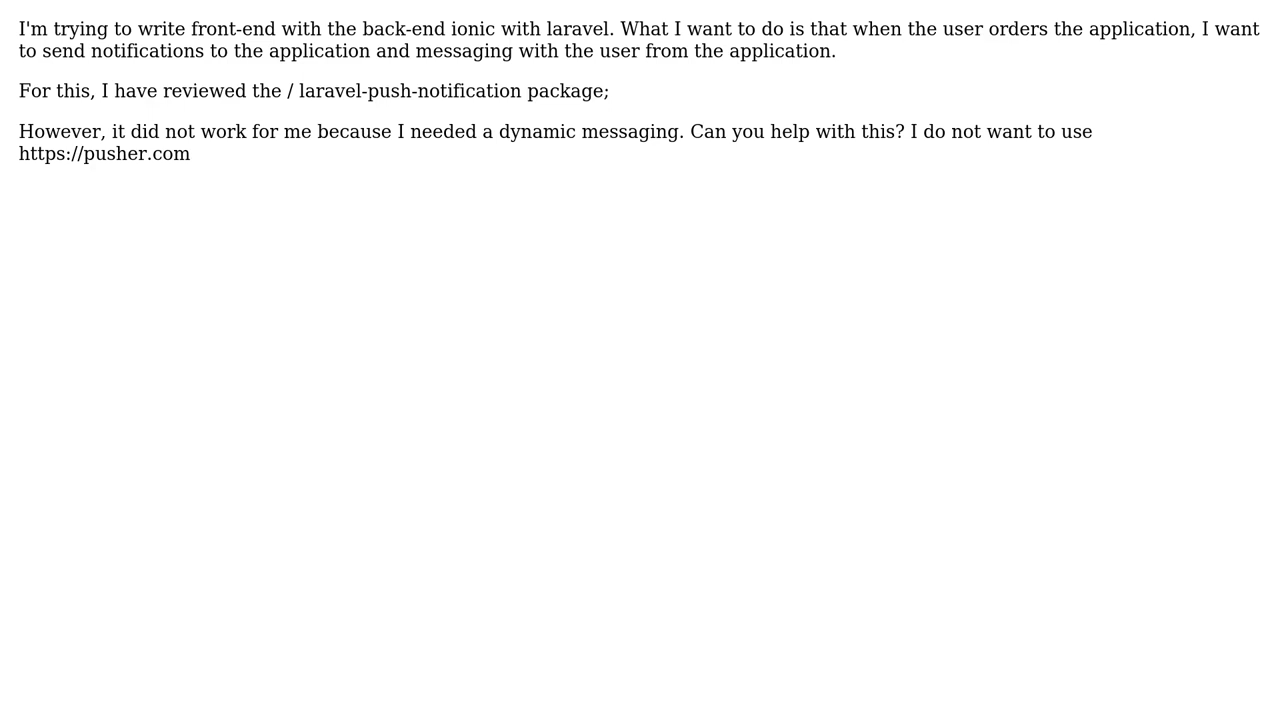 I'm trying to write front-end with the back-end ionic with laravel. What I want to do is that when the user orders the application, I want
to send notifications to the application and messaging with the user from the application.
For this, I have reviewed the / laravel-push-notification package;
However, it did not work for me because I needed a dynamic messaging. Can you help with this? I do not want to use
https://pusher.com